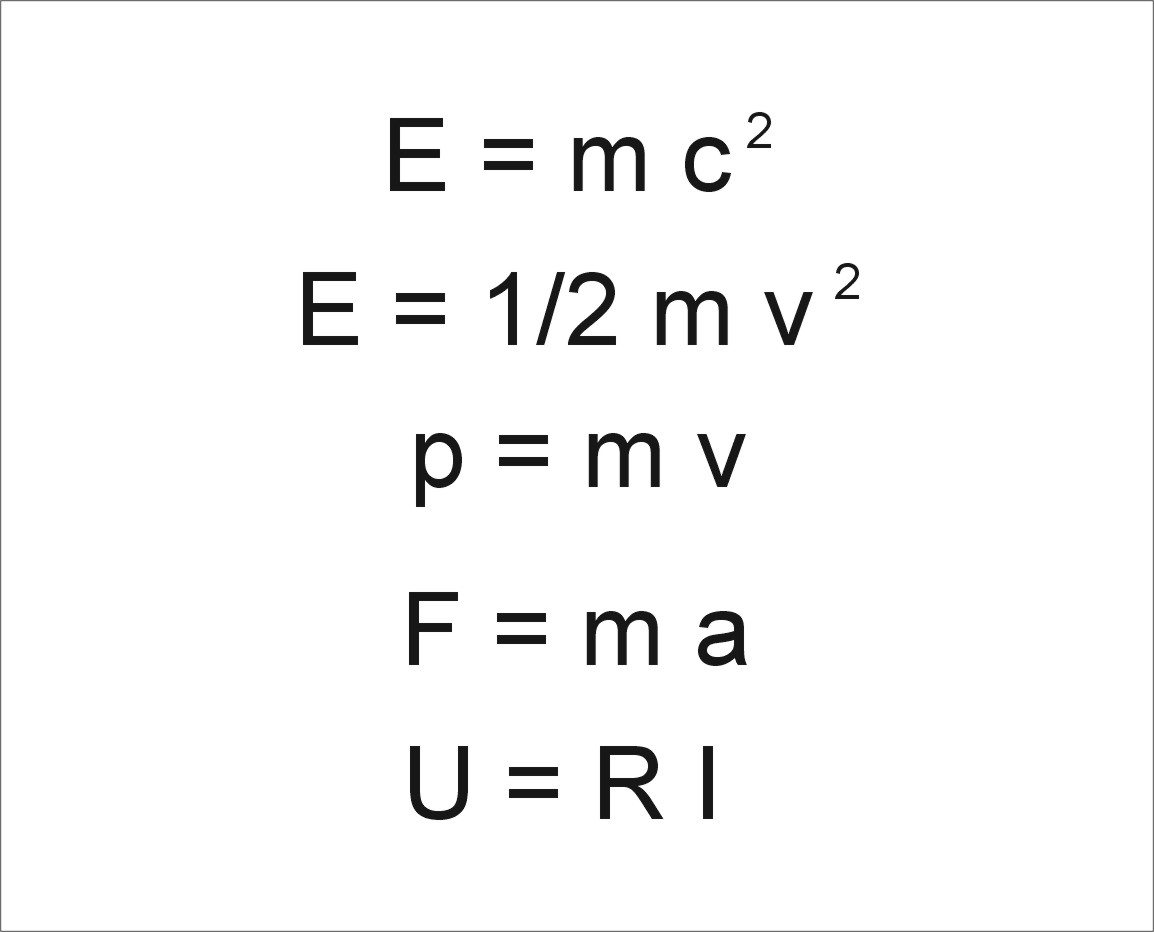 E = m c²
E = 1/2 m v²
p = m v
F = m a
U = R I